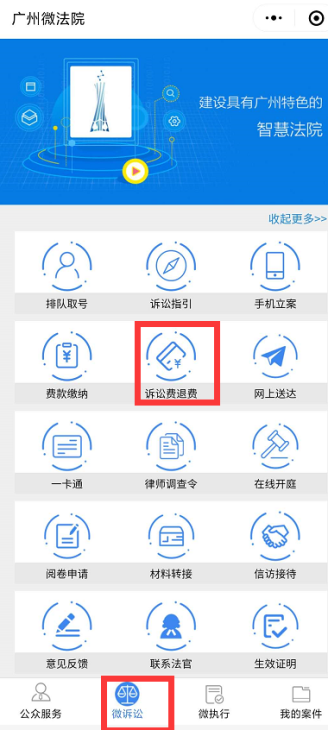 广州微法院
建设具有广州特色的
智慧法院
收起更多>>
排队取号 诉讼指引 手机立案
费款缴纳 诉讼费退费 网上送达
一卡通 律师调查令 在线开庭
阅卷申请 材料转接 信访接待
意见反馈 联系法官 生效证明
公众服务 微诉讼 微执行 我的案件